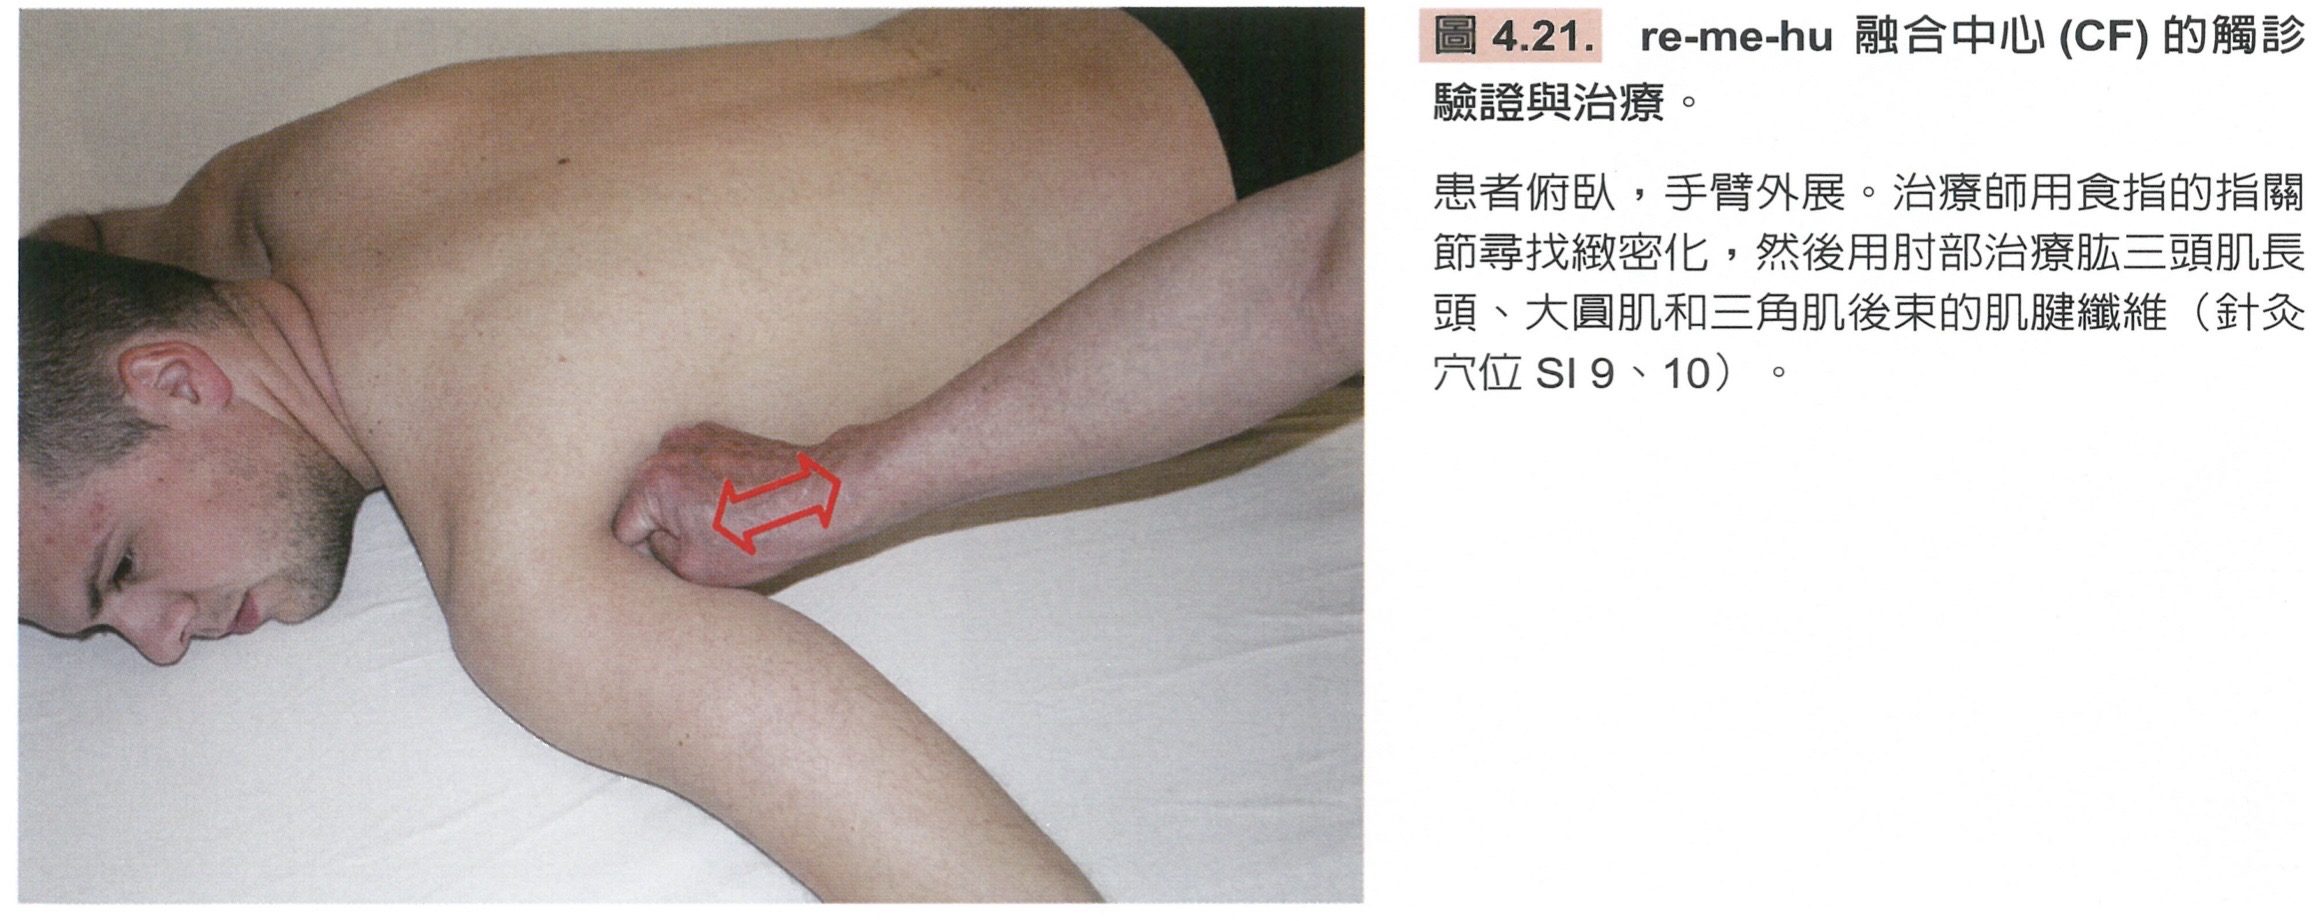 圖 4.21. re-me-hu 融合中心 (CF) 的觸診
驗證與治療。
患者俯臥，手臂外展。治療師用食指的指關
節尋找緻密化，然後用肘部治療肱三頭肌長
頭、大圓肌和三角肌後束的肌腱纖維（針灸
穴位 SI 9、10）。